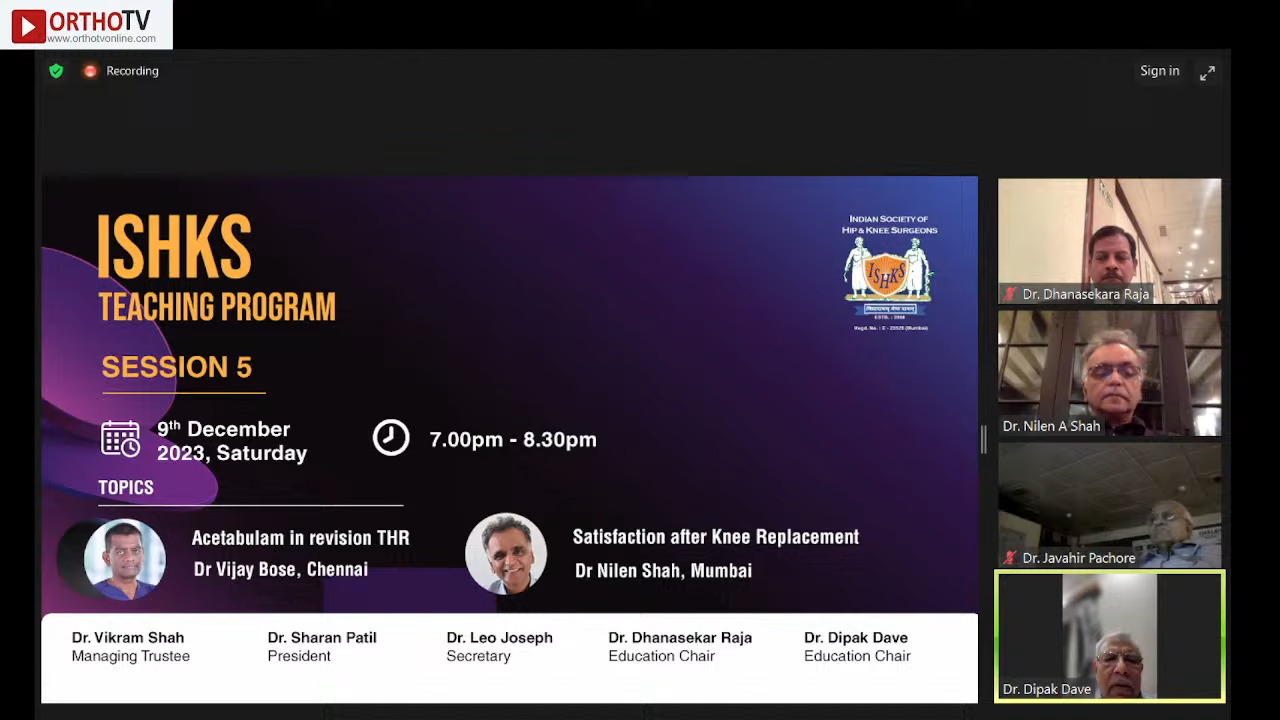 ORTHOTV
www.orthotvonline.com
Recording
Sign in
ISHKS
TEACHING PROGRAM
SESSION 5
9th December
2023, Saturday
7.00pm - 8.30pm
TOPICS
Acetabulam in revision THR
Dr Vijay Bose, Chennai
Satisfaction after Knee Replacement
Dr Nilen Shah, Mumbai
INDIAN SOCIETY OF
HIP & KNEE SURGEONS
ISHKS
Dr. Vikram Shah
Managing Trustee
Dr. Sharan Patil
President
Dr. Leo Joseph
Secretary
Dr. Dhanasekar Raja
Education Chair
Dr. Dipak Dave
Education Chair
Dr. Dhanasekara Raja
Dr. Nilen A Shah
Dr. Javahir Pachore
Dr. Dipak Dave